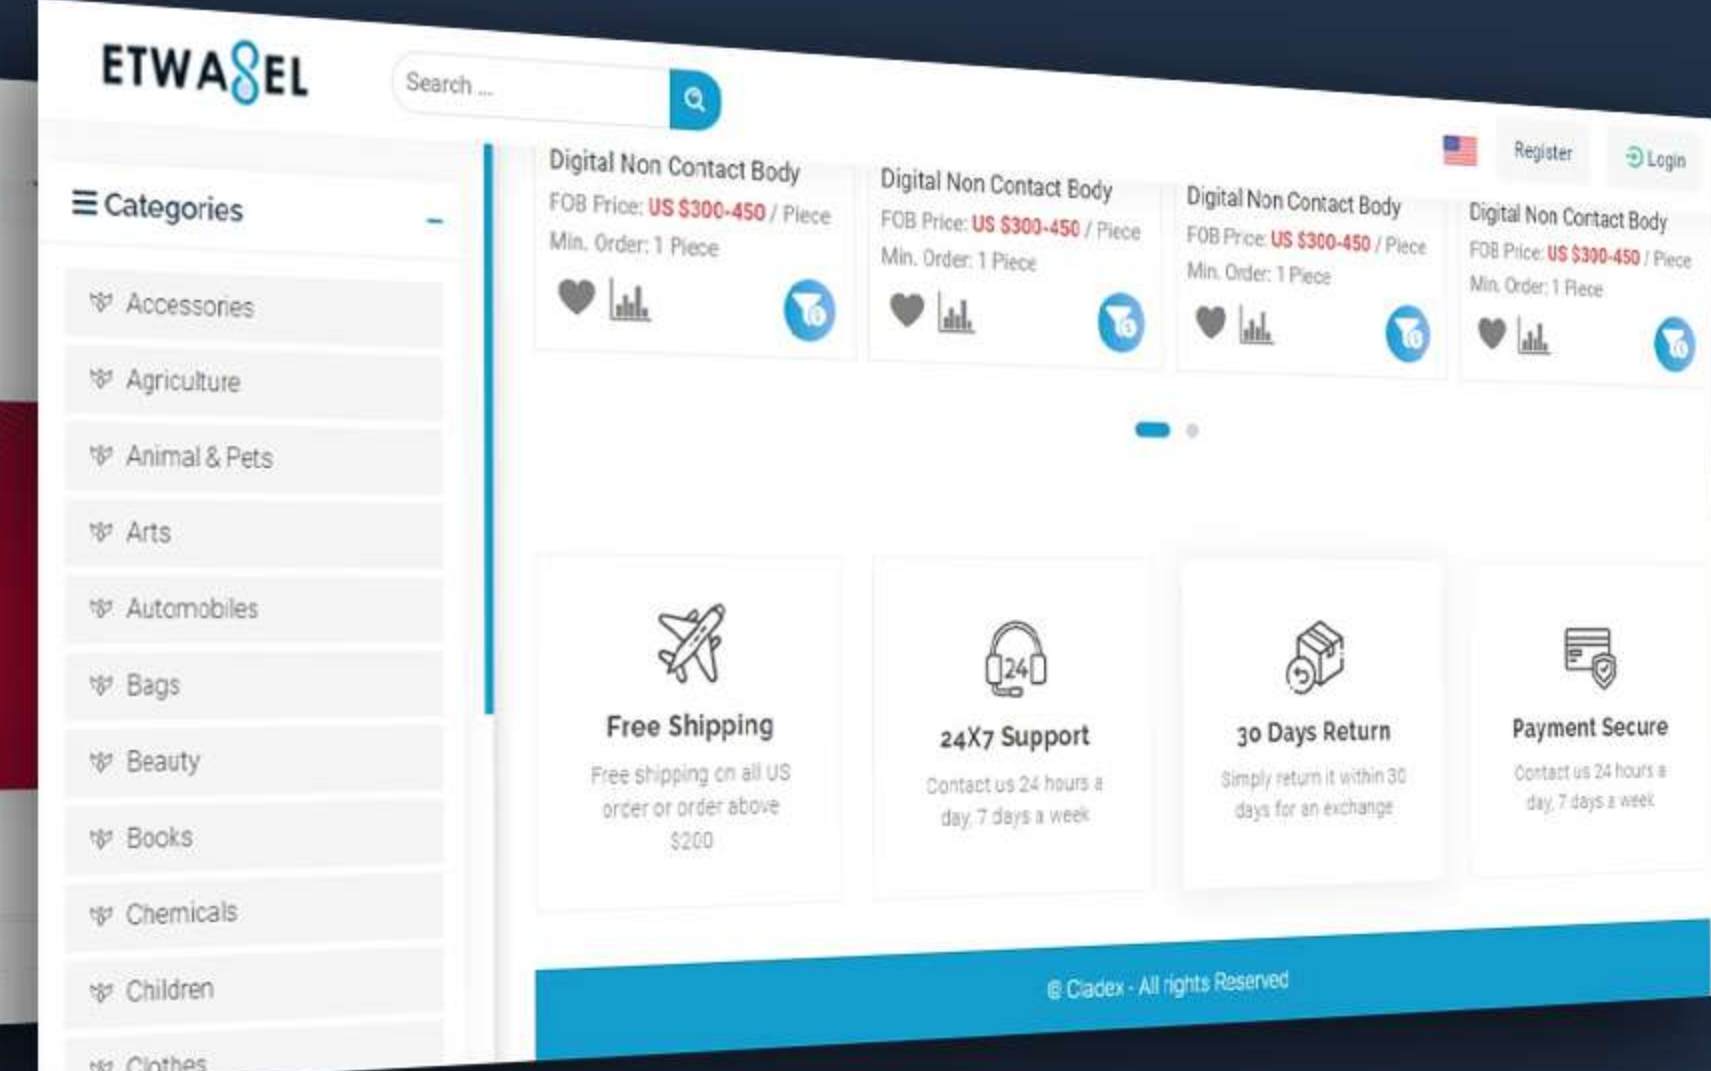 ETWASEL
Search ...
Register
Login
Categories
Accessories
Agriculture
Animal & Pets
Arts
Automobiles
Bags
Beauty
Books
Chemicals
Children
Clothes
Digital Non Contact Body
FOB Price: US $300-450 / Piece
Min. Order: 1 Piece
Digital Non Contact Body
FOB Price: US $300-450 / Piece
Min. Order: 1 Piece
Digital Non Contact Body
FOB Price: US $300-450 / Piece
Min. Order: 1 Piece
Digital Non Contact Body
FOB Price: US $300-450 / Piece
Min. Order: 1 Piece
Free Shipping
Free shipping on all US
order or order above
$200
24
24X7 Support
Contact us 24 hours a
day, 7 days a week
30 Days Return
Simply return it within 30
days for an exchange
Payment Secure
Contact us 24 hours a
day, 7 days a week
© Cladex - All rights Reserved